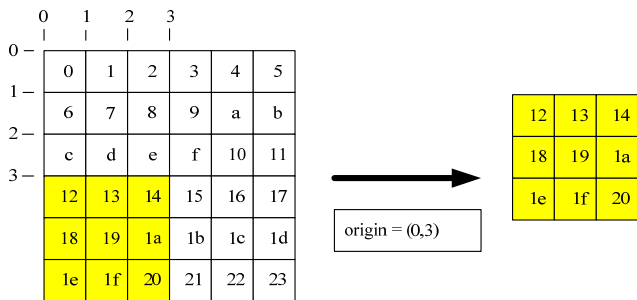 0 1 2 3
0
0 1 2 3 4 5
1
6 7 8 9 a b
2
c d e f 10 11
3
12 13 14 15 16 17
18 19 1a 1b 1c 1d
1e 1f 20 21 22 23
origin = (0,3)
12 13 14
18 19 1a
1e 1f 20